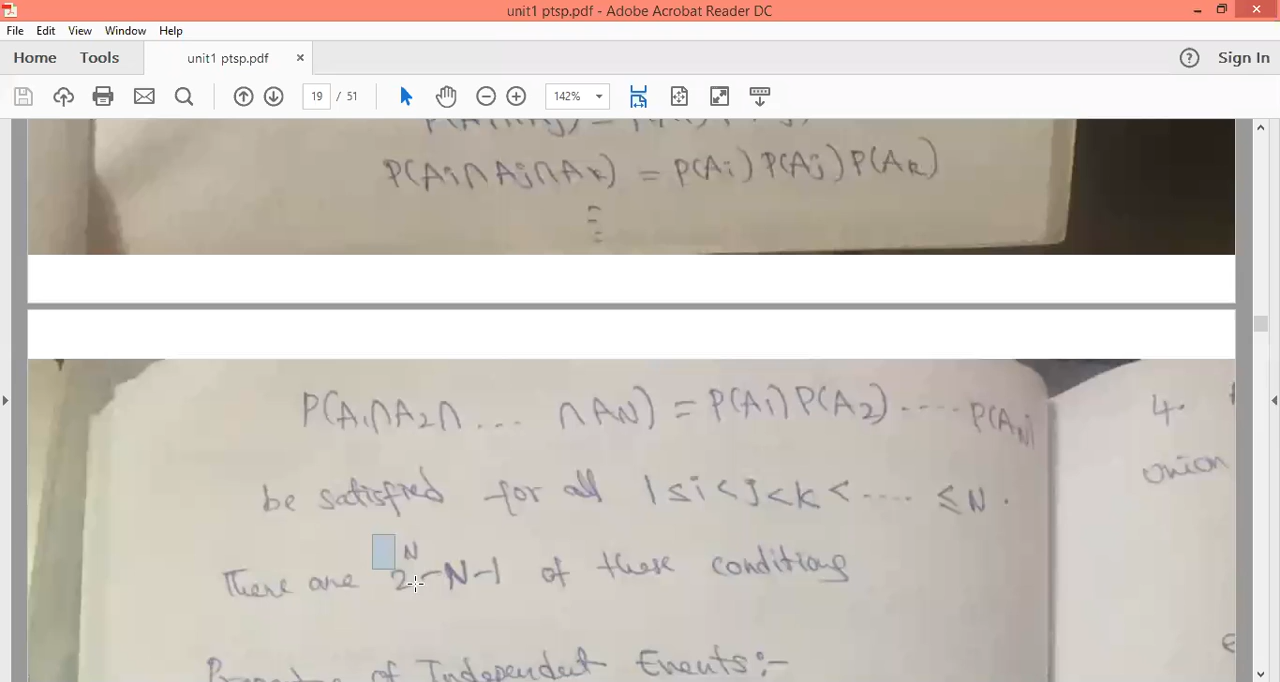 unit1 ptsp.pdf - Adobe Acrobat Reader DC
File Edit View Window Help
Home Tools unit1 ptsp.pdf × ? Sign In
19 / 51 142%
P(Ai∩Aj∩Ak) = P(Ai) P(Aj) P(Ak)
P(A1∩A2∩... ∩AN) = P(A1) P(A2) ---- P(AN)
be satisfied for all 1≤i<j<k< ---- ≤N.
There are 2^N-N-1 of these conditions
of Independent Events:-
4.
union